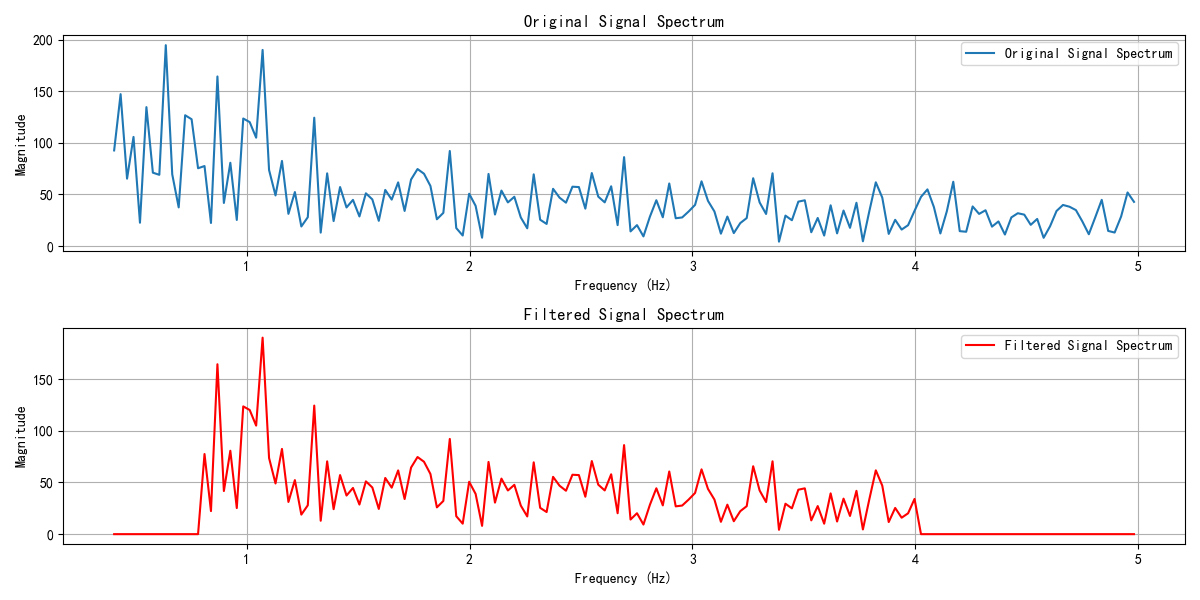 Original Signal Spectrum
200
150
100
50
0
Magnitude
Original Signal Spectrum
1
2
3
4
5
Frequency (Hz)
Filtered Signal Spectrum
150
100
50
0
Magnitude
Filtered Signal Spectrum
1
2
3
4
5
Frequency (Hz)